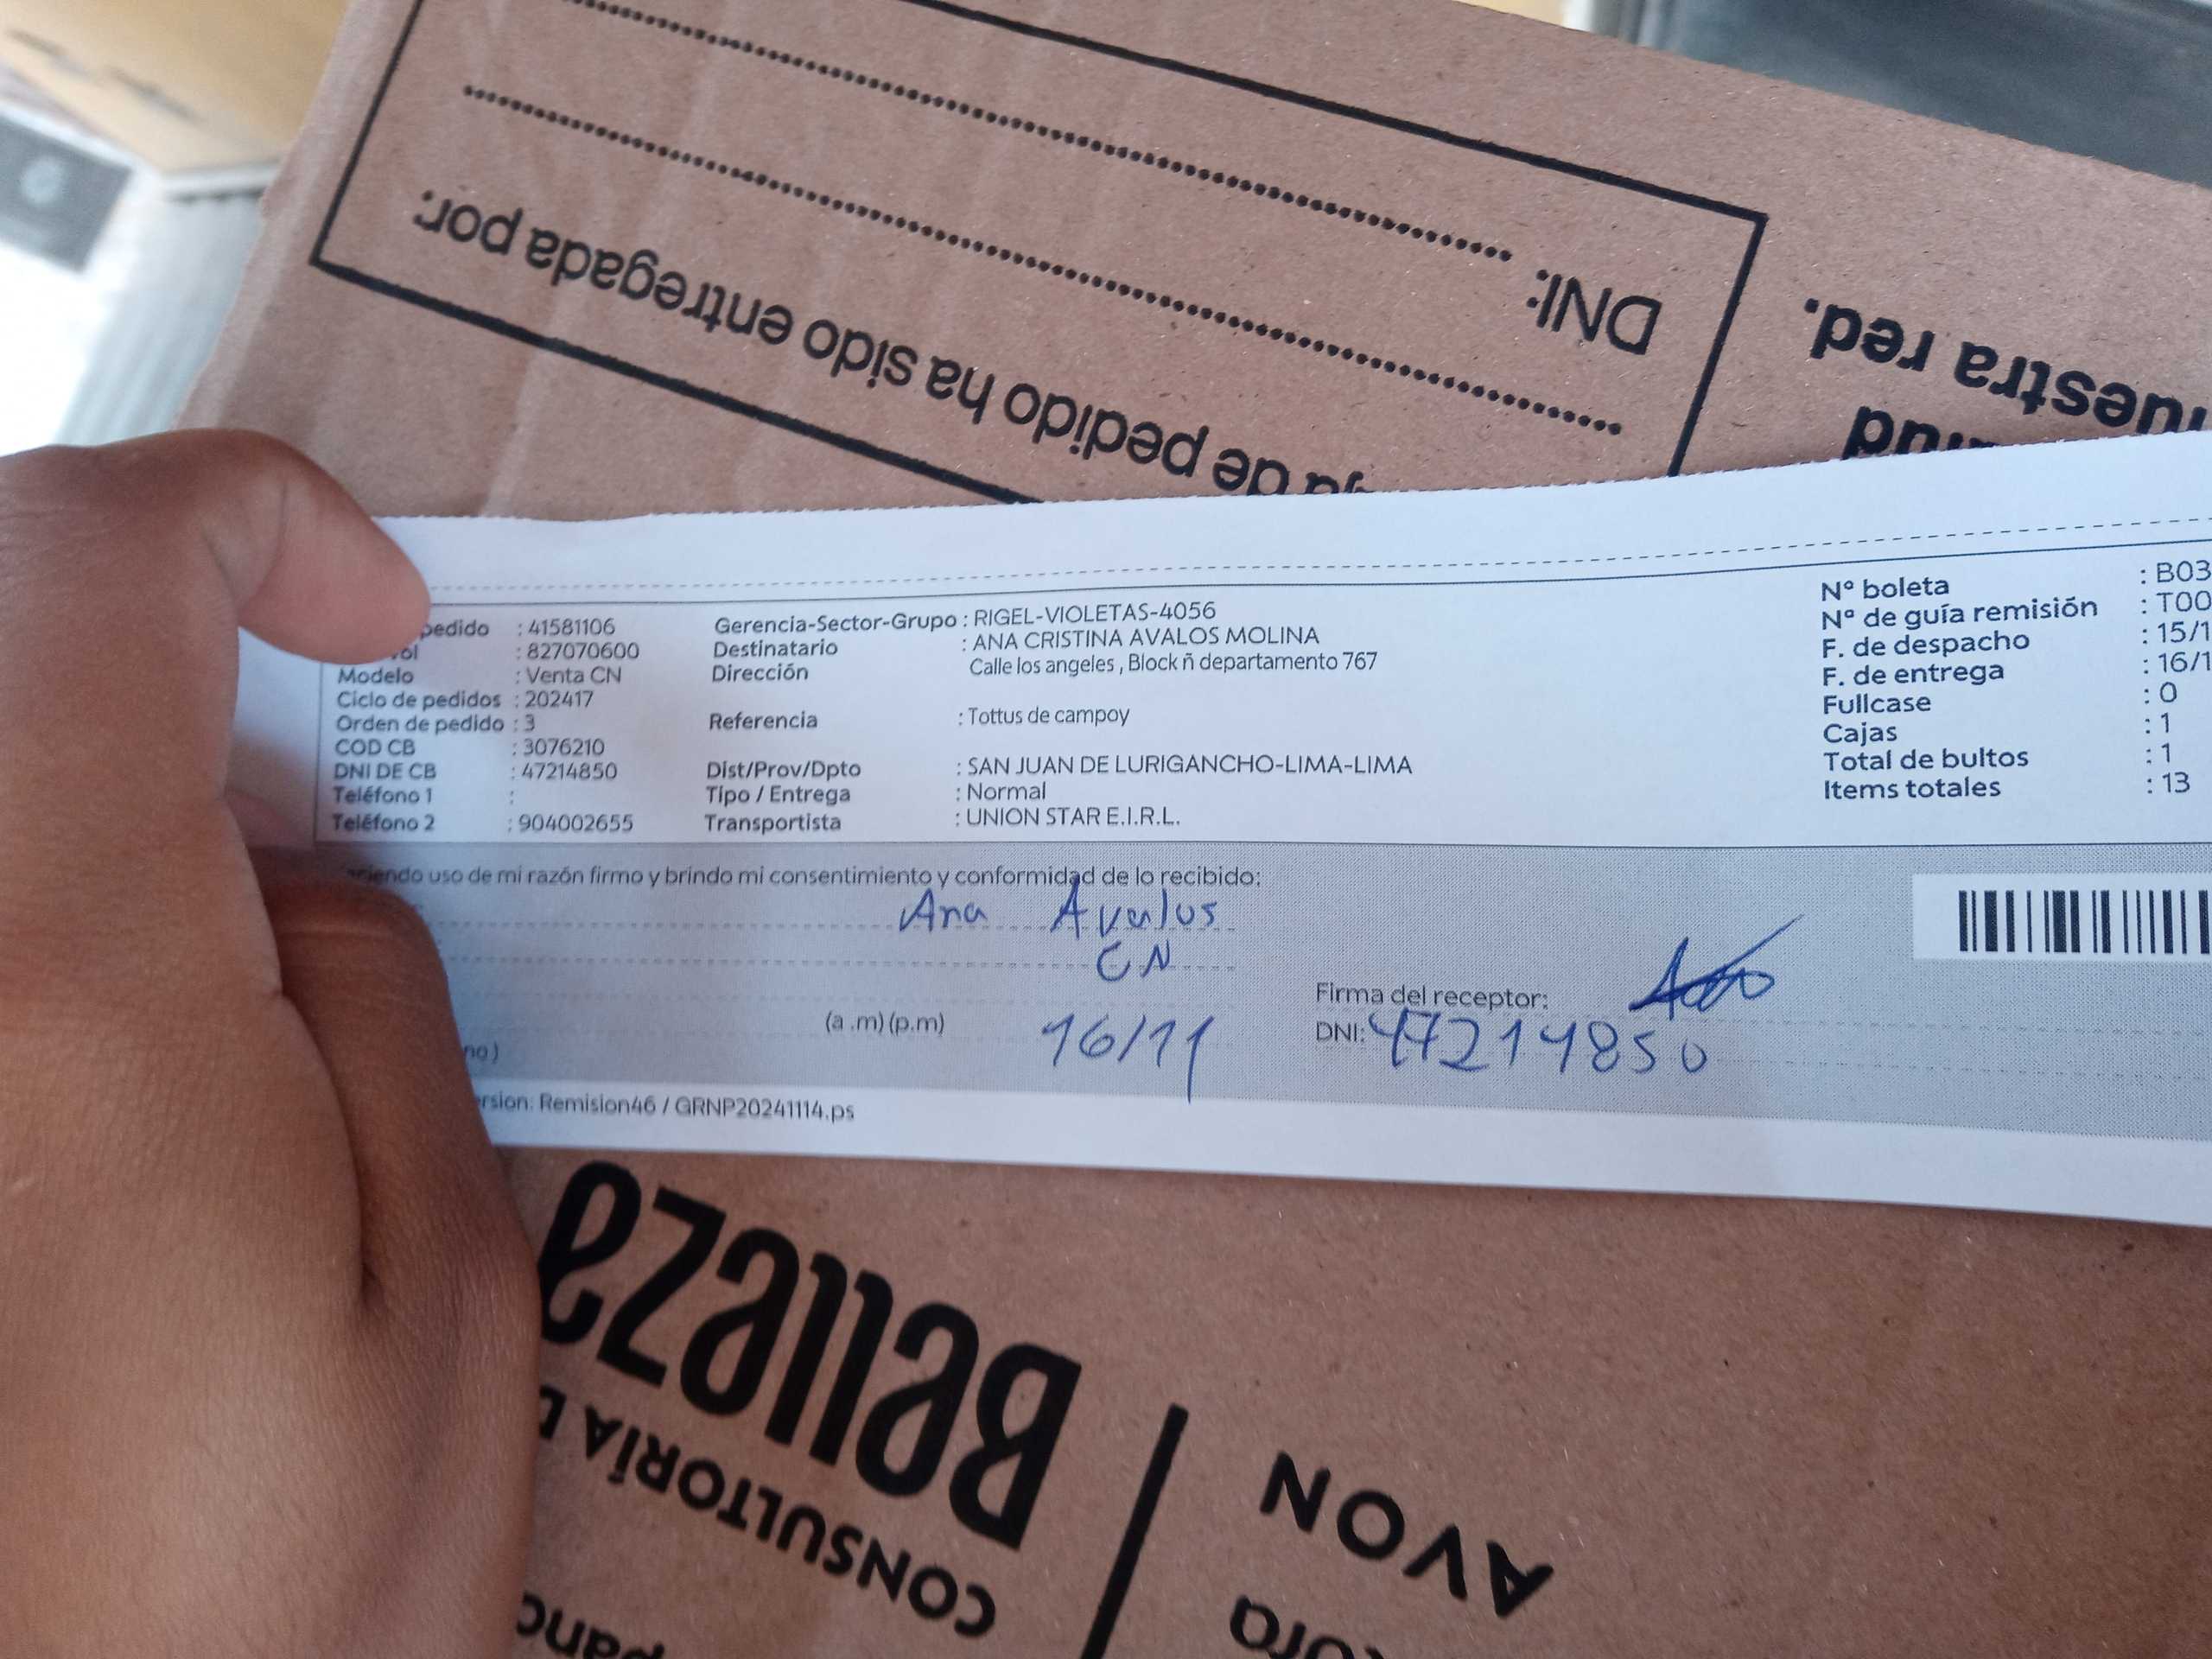 pedido : 41581106
: 827070600
Modelo : Venta CN
Ciclo de pedidos : 202417
Orden de pedido : 3
COD CB : 3076210
DNI DE CB : 47214850
Teléfono 1 :
Teléfono 2 : 904002655
Gerencia-Sector-Grupo : RIGEL-VIOLETAS-4056
Destinatario : ANA CRISTINA AVALOS MOLINA
Dirección Calle los angeles , Block ñ departamento 767
Referencia : Tottus de campoy
Dist/Prov/Dpto : SAN JUAN DE LURIGANCHO-LIMA-LIMA
Tipo / Entrega : Normal
Transportista : UNION STAR E.I.R.L.
Nº boleta : B03
Nº de guía remisión : T00
F. de despacho : 15/1
F. de entrega : 16/1
Fullcase : 0
Cajas : 1
Total de bultos : 1
Items totales : 13
uso de mi razón firmo y brindo mi consentimiento y conformidad de lo recibido:
Ana Avalos
CN
(a .m) (p.m) 16/11
Firma del receptor:
DNI: 47214850
Remision46 / GRNP20241114.ps
DNI:
de pedido ha sido entregada por:
red.
Belleza
CONSULTORÍA
AVON